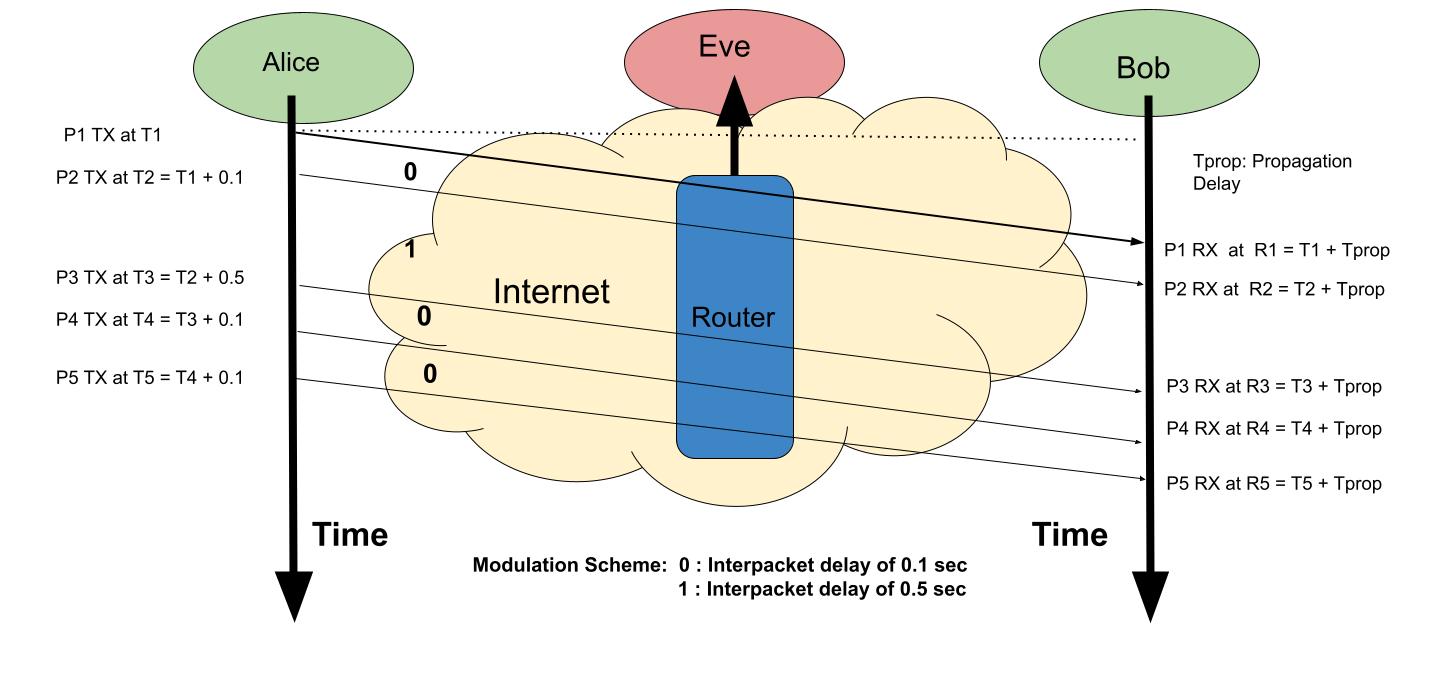 Alice
Eve
Bob
P1 TX at T1
Tprop: Propagation
Delay
0
P2 TX at T2 = T1 + 0.1
1
P1 RX at R1 = T1 + Tprop
P3 TX at T3 = T2 + 0.5
P2 RX at R2 = T2 + Tprop
Internet
Router
P4 TX at T4 = T3 + 0.1
0
P5 TX at T5 = T4 + 0.1
0
P3 RX at R3 = T3 + Tprop
P4 RX at R4 = T4 + Tprop
P5 RX at R5 = T5 + Tprop
Time
Time
Modulation Scheme: 0 : Interpacket delay of 0.1 sec
1 : Interpacket delay of 0.5 sec